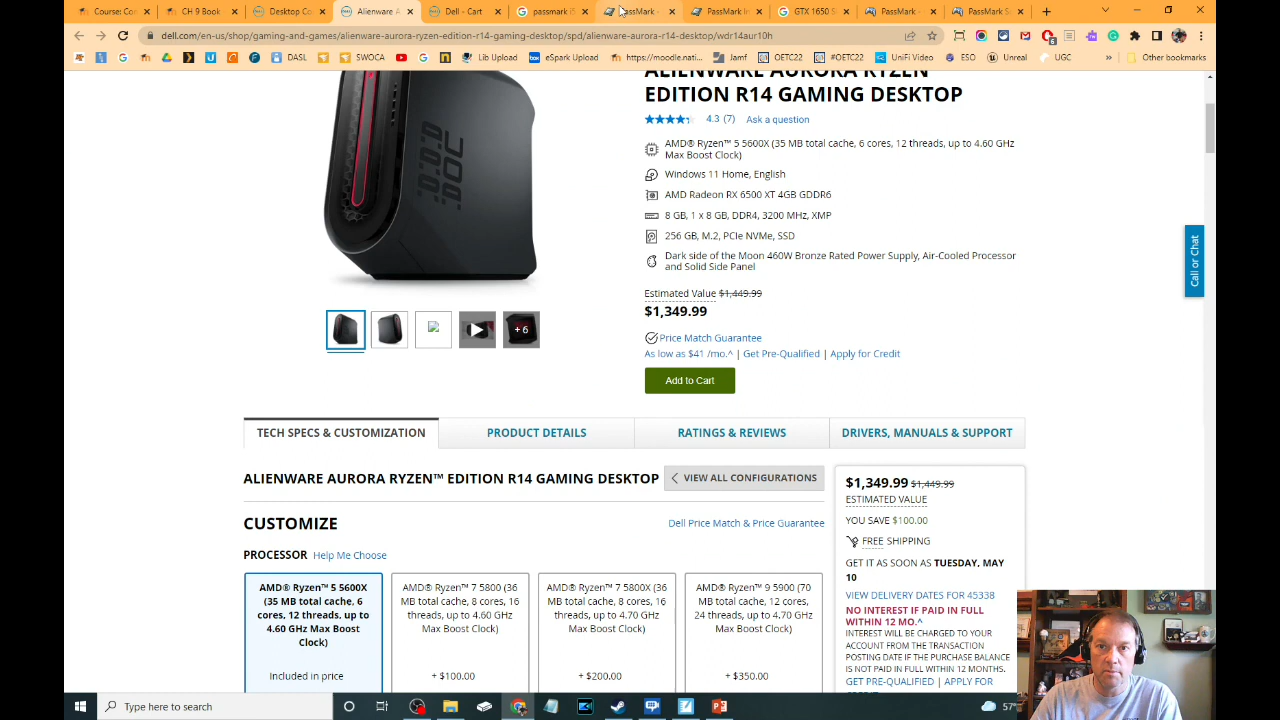 Course: Con
CH 9 Book
Desktop Co
Alienware A
Dell - Cart
passmark i5
PassMark -
PassMark In
GTX 1650 S
PassMark -
PassMark S
dell.com/en-us/shop/gaming-and-games/alienware-aurora-ryzen-edition-r14-gaming-desktop/spd/alienware-aurora-r14-desktop/wdr14aur10h
DASL
SWOCA
Lib Upload
eSpark Upload
https://moodle.nati...
Jamf
OETC22
#OETC22
UniFi Video
ESO
Unreal
UGC
»
Other bookmarks
ALIENWARE AURORA RYZEN
EDITION R14 GAMING DESKTOP
4.3 (7) Ask a question
AMD® Ryzen™ 5 5600X (35 MB total cache, 6 cores, 12 threads, up to 4.60 GHz
Max Boost Clock)
Windows 11 Home, English
AMD Radeon RX 6500 XT 4GB GDDR6
8 GB, 1 x 8 GB, DDR4, 3200 MHz, XMP
256 GB, M.2, PCIe NVMe, SSD
Dark side of the Moon 460W Bronze Rated Power Supply, Air-Cooled Processor
and Solid Side Panel
Estimated Value $1,449.99
$1,349.99
Price Match Guarantee
As low as $41 /mo.^ | Get Pre-Qualified | Apply for Credit
Add to Cart
+ 6
Call or Chat
TECH SPECS & CUSTOMIZATION
PRODUCT DETAILS
RATINGS & REVIEWS
DRIVERS, MANUALS & SUPPORT
ALIENWARE AURORA RYZEN™ EDITION R14 GAMING DESKTOP
VIEW ALL CONFIGURATIONS
CUSTOMIZE
Dell Price Match & Price Guarantee
PROCESSOR Help Me Choose
AMD® Ryzen™ 5 5600X
(35 MB total cache, 6
cores, 12 threads, up to
4.60 GHz Max Boost
Clock)
Included in price
AMD® Ryzen™ 7 5800 (36
MB total cache, 8 cores, 16
threads, up to 4.60 GHz
Max Boost Clock)
+ $100.00
AMD® Ryzen™ 7 5800X (36
MB total cache, 8 cores, 16
threads, up to 4.70 GHz
Max Boost Clock)
+ $200.00
AMD® Ryzen™ 9 5900 (70
MB total cache, 12 cores,
24 threads, up to 4.70 GHz
Max Boost Clock)
+ $350.00
$1,349.99 $1,449.99
ESTIMATED VALUE
YOU SAVE $100.00
FREE SHIPPING
GET IT AS SOON AS TUESDAY, MAY
10
VIEW DELIVERY DATES FOR 45338
NO INTEREST IF PAID IN FULL
WITHIN 12 MO.^
INTEREST WILL BE CHARGED TO YOUR
ACCOUNT FROM THE TRANSACTION
POSTING DATE IF THE PURCHASE BALANCE
IS NOT PAID IN FULL WITHIN 12 MONTHS.
GET PRE-QUALIFIED | APPLY FOR
Type here to search
57°